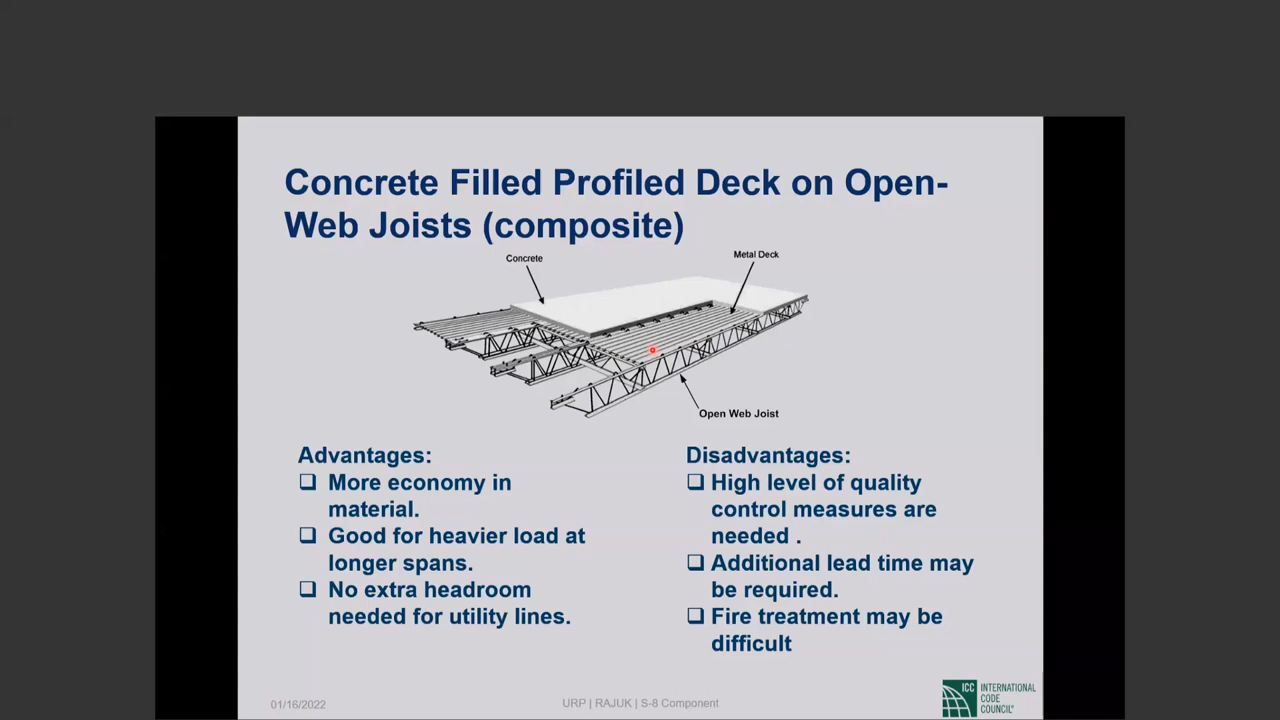 Concrete Filled Profiled Deck on Open-
Web Joists (composite)
Concrete
Metal Deck
Open Web Joist
Advantages:
❑ More economy in
material.
❑ Good for heavier load at
longer spans.
❑ No extra headroom
needed for utility lines.
Disadvantages:
❑ High level of quality
control measures are
needed .
❑ Additional lead time may
be required.
❑ Fire treatment may be
difficult
01/16/2022
URP | RAJUK | S-8 Component
ICC
INTERNATIONAL
CODE
COUNCIL®